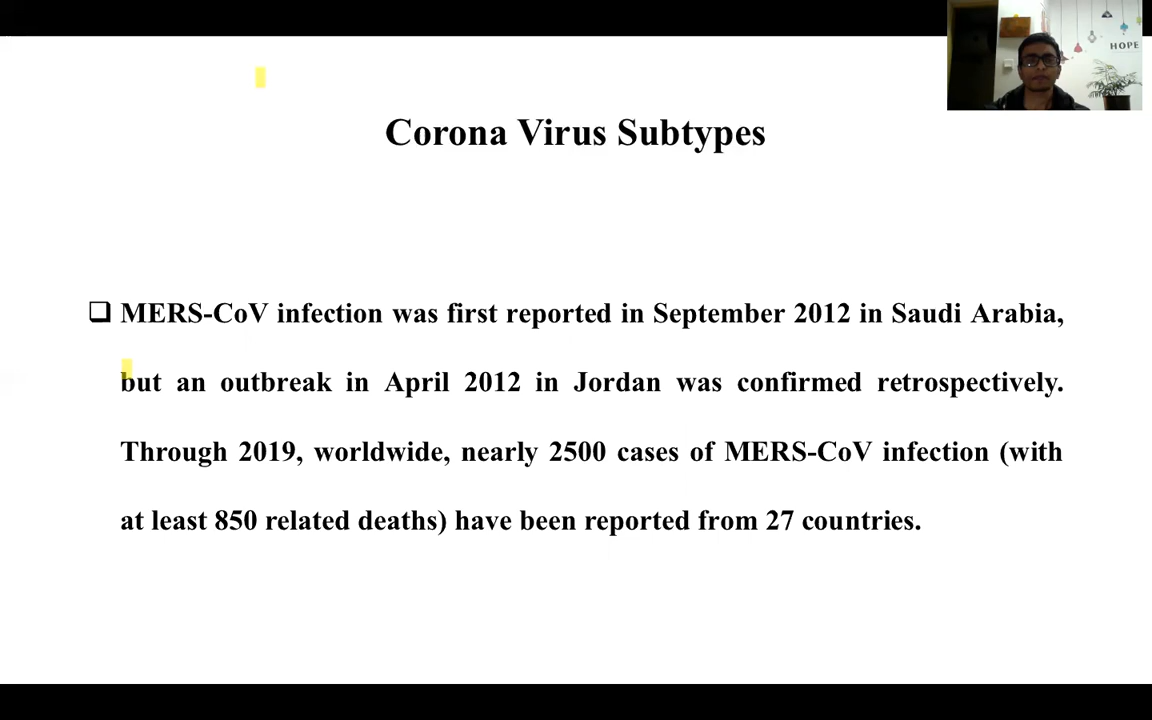 HOPE
Corona Virus Subtypes
MERS-CoV infection was first reported in September 2012 in Saudi Arabia,
but an outbreak in April 2012 in Jordan was confirmed retrospectively.
Through 2019, worldwide, nearly 2500 cases of MERS-CoV infection (with
at least 850 related deaths) have been reported from 27 countries.